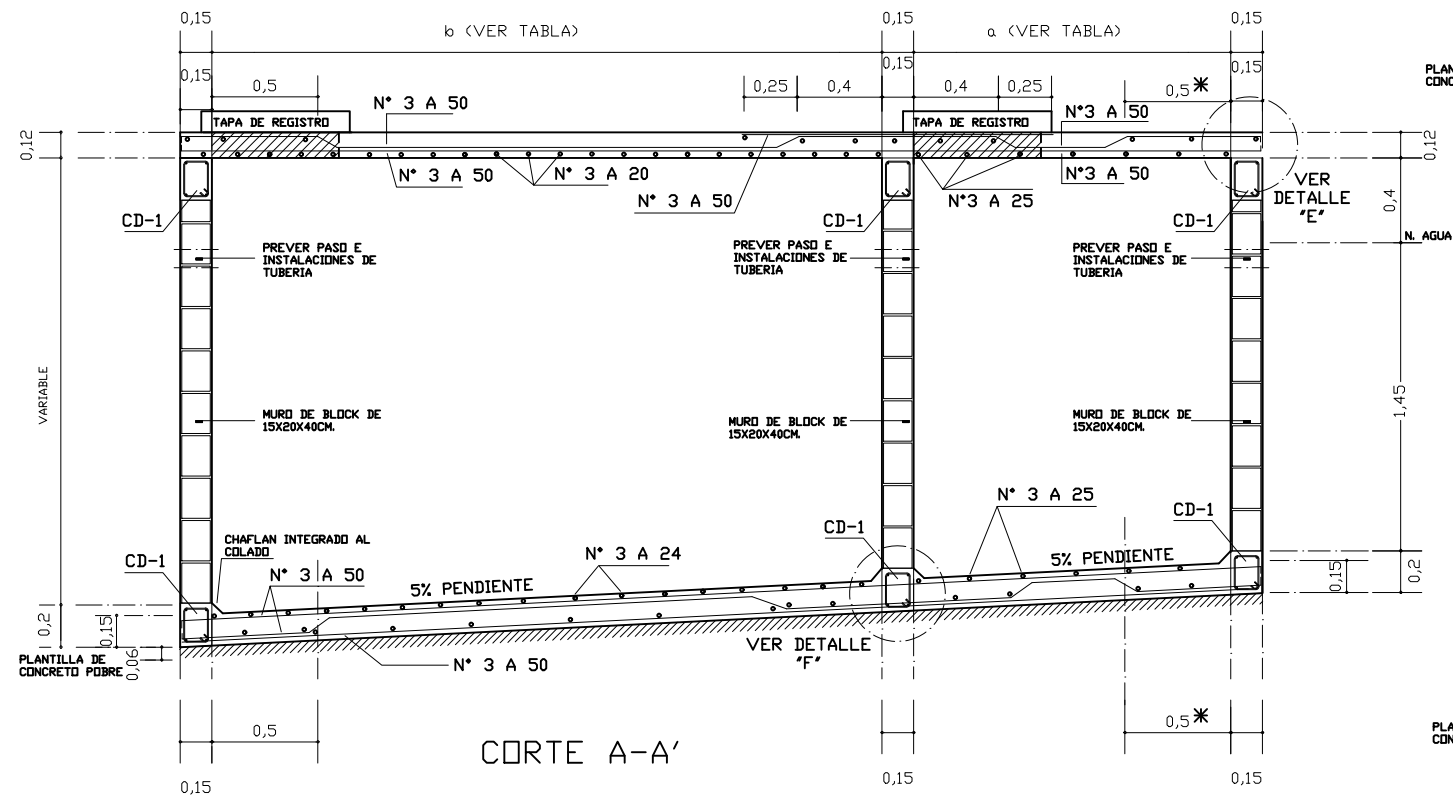 0,15
b (VER TABLA)
0,15
a (VER TABLA)
0,15
0,15
0,5
0,25
0,4
0,15
0,4
0,25
0,5*
0,15
PLAN
CONC
N° 3 A 50
N°3 A 50
TAPA DE REGISTRO
TAPA DE REGISTRO
0,12
0,12
N° 3 A 50
N° 3 A 20
N° 3 A 50
N°3 A 25
N°3 A 50
VER
DETALLE
"E"
0,4
CD-1
CD-1
CD-1
N. AGUA
PREVER PASO E
INSTALACIONES DE
TUBERIA
PREVER PASO E
INSTALACIONES DE
TUBERIA
PREVER PASO E
INSTALACIONES DE
TUBERIA
VARIABLE
1,45
MURO DE BLOCK DE
15X20X40CM.
MURO DE BLOCK DE
15X20X40CM.
MURO DE BLOCK DE
15X20X40CM.
N° 3 A 25
CD-1
CD-1
CHAFLAN INTEGRADO AL
COLADO
CD-1
N° 3 A 50
N° 3 A 24
5% PENDIENTE
5% PENDIENTE
0,15
0,2
0,2
0,15
0,06
PLANTILLA DE
CONCRETO POBRE
N° 3 A 50
VER DETALLE
"F"
0,5
0,5*
CORTE A-A'
PLA
CON
0,15
0,15
0,15